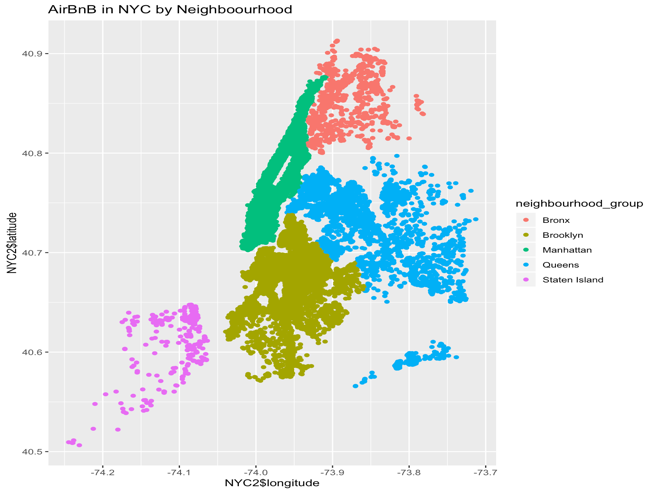 AirBnB in NYC by Neighboourhood
40.9
40.8
40.7
40.6
40.5
NYC2$latitude
-74.2
-74.1
-74.0
-73.9
-73.8
-73.7
NYC2$longitude
neighbourhood_group
Bronx
Brooklyn
Manhattan
Queens
Staten Island